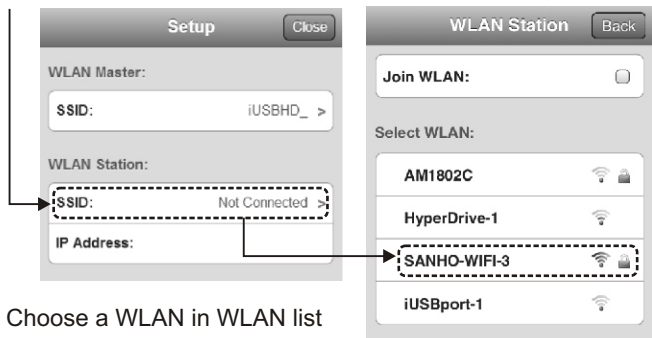 Setup
Close
WLAN Master:
SSID: iUSBHD_ >
WLAN Station:
SSID: Not Connected >
IP Address:
Choose a WLAN in WLAN list
WLAN Station
Back
Join WLAN:
Select WLAN:
AM1802C
HyperDrive-1
SANHO-WIFI-3
iUSBport-1